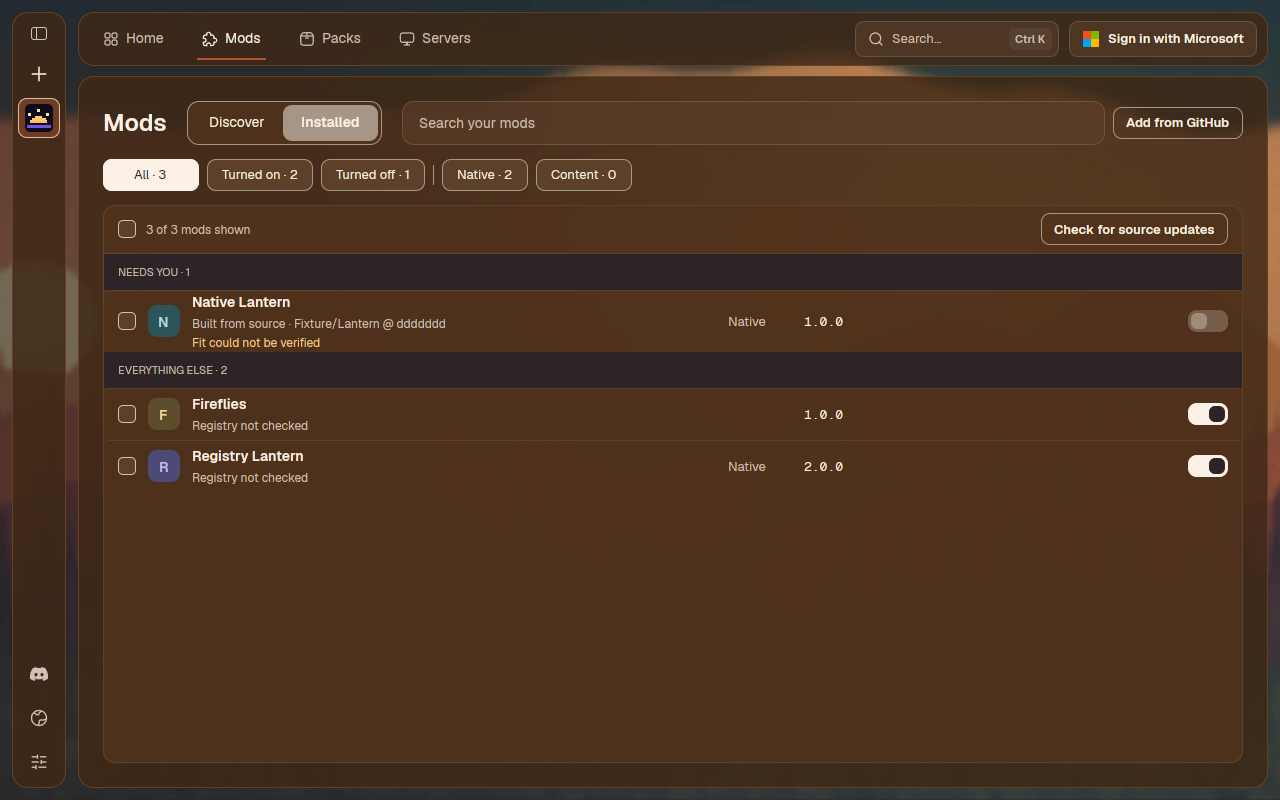 Home
Mods
Packs
Servers
Search...
Ctrl K
Sign in with Microsoft
Mods
Discover
Installed
Search your mods
Add from GitHub
All · 3
Turned on · 2
Turned off · 1
Native · 2
Content · 0
3 of 3 mods shown
Check for source updates
NEEDS YOU · 1
N
Native Lantern
Built from source · Fixture/Lantern @ ddddddd
Fit could not be verified
Native
1.0.0
EVERYTHING ELSE · 2
F
Fireflies
Registry not checked
1.0.0
R
Registry Lantern
Registry not checked
Native
2.0.0